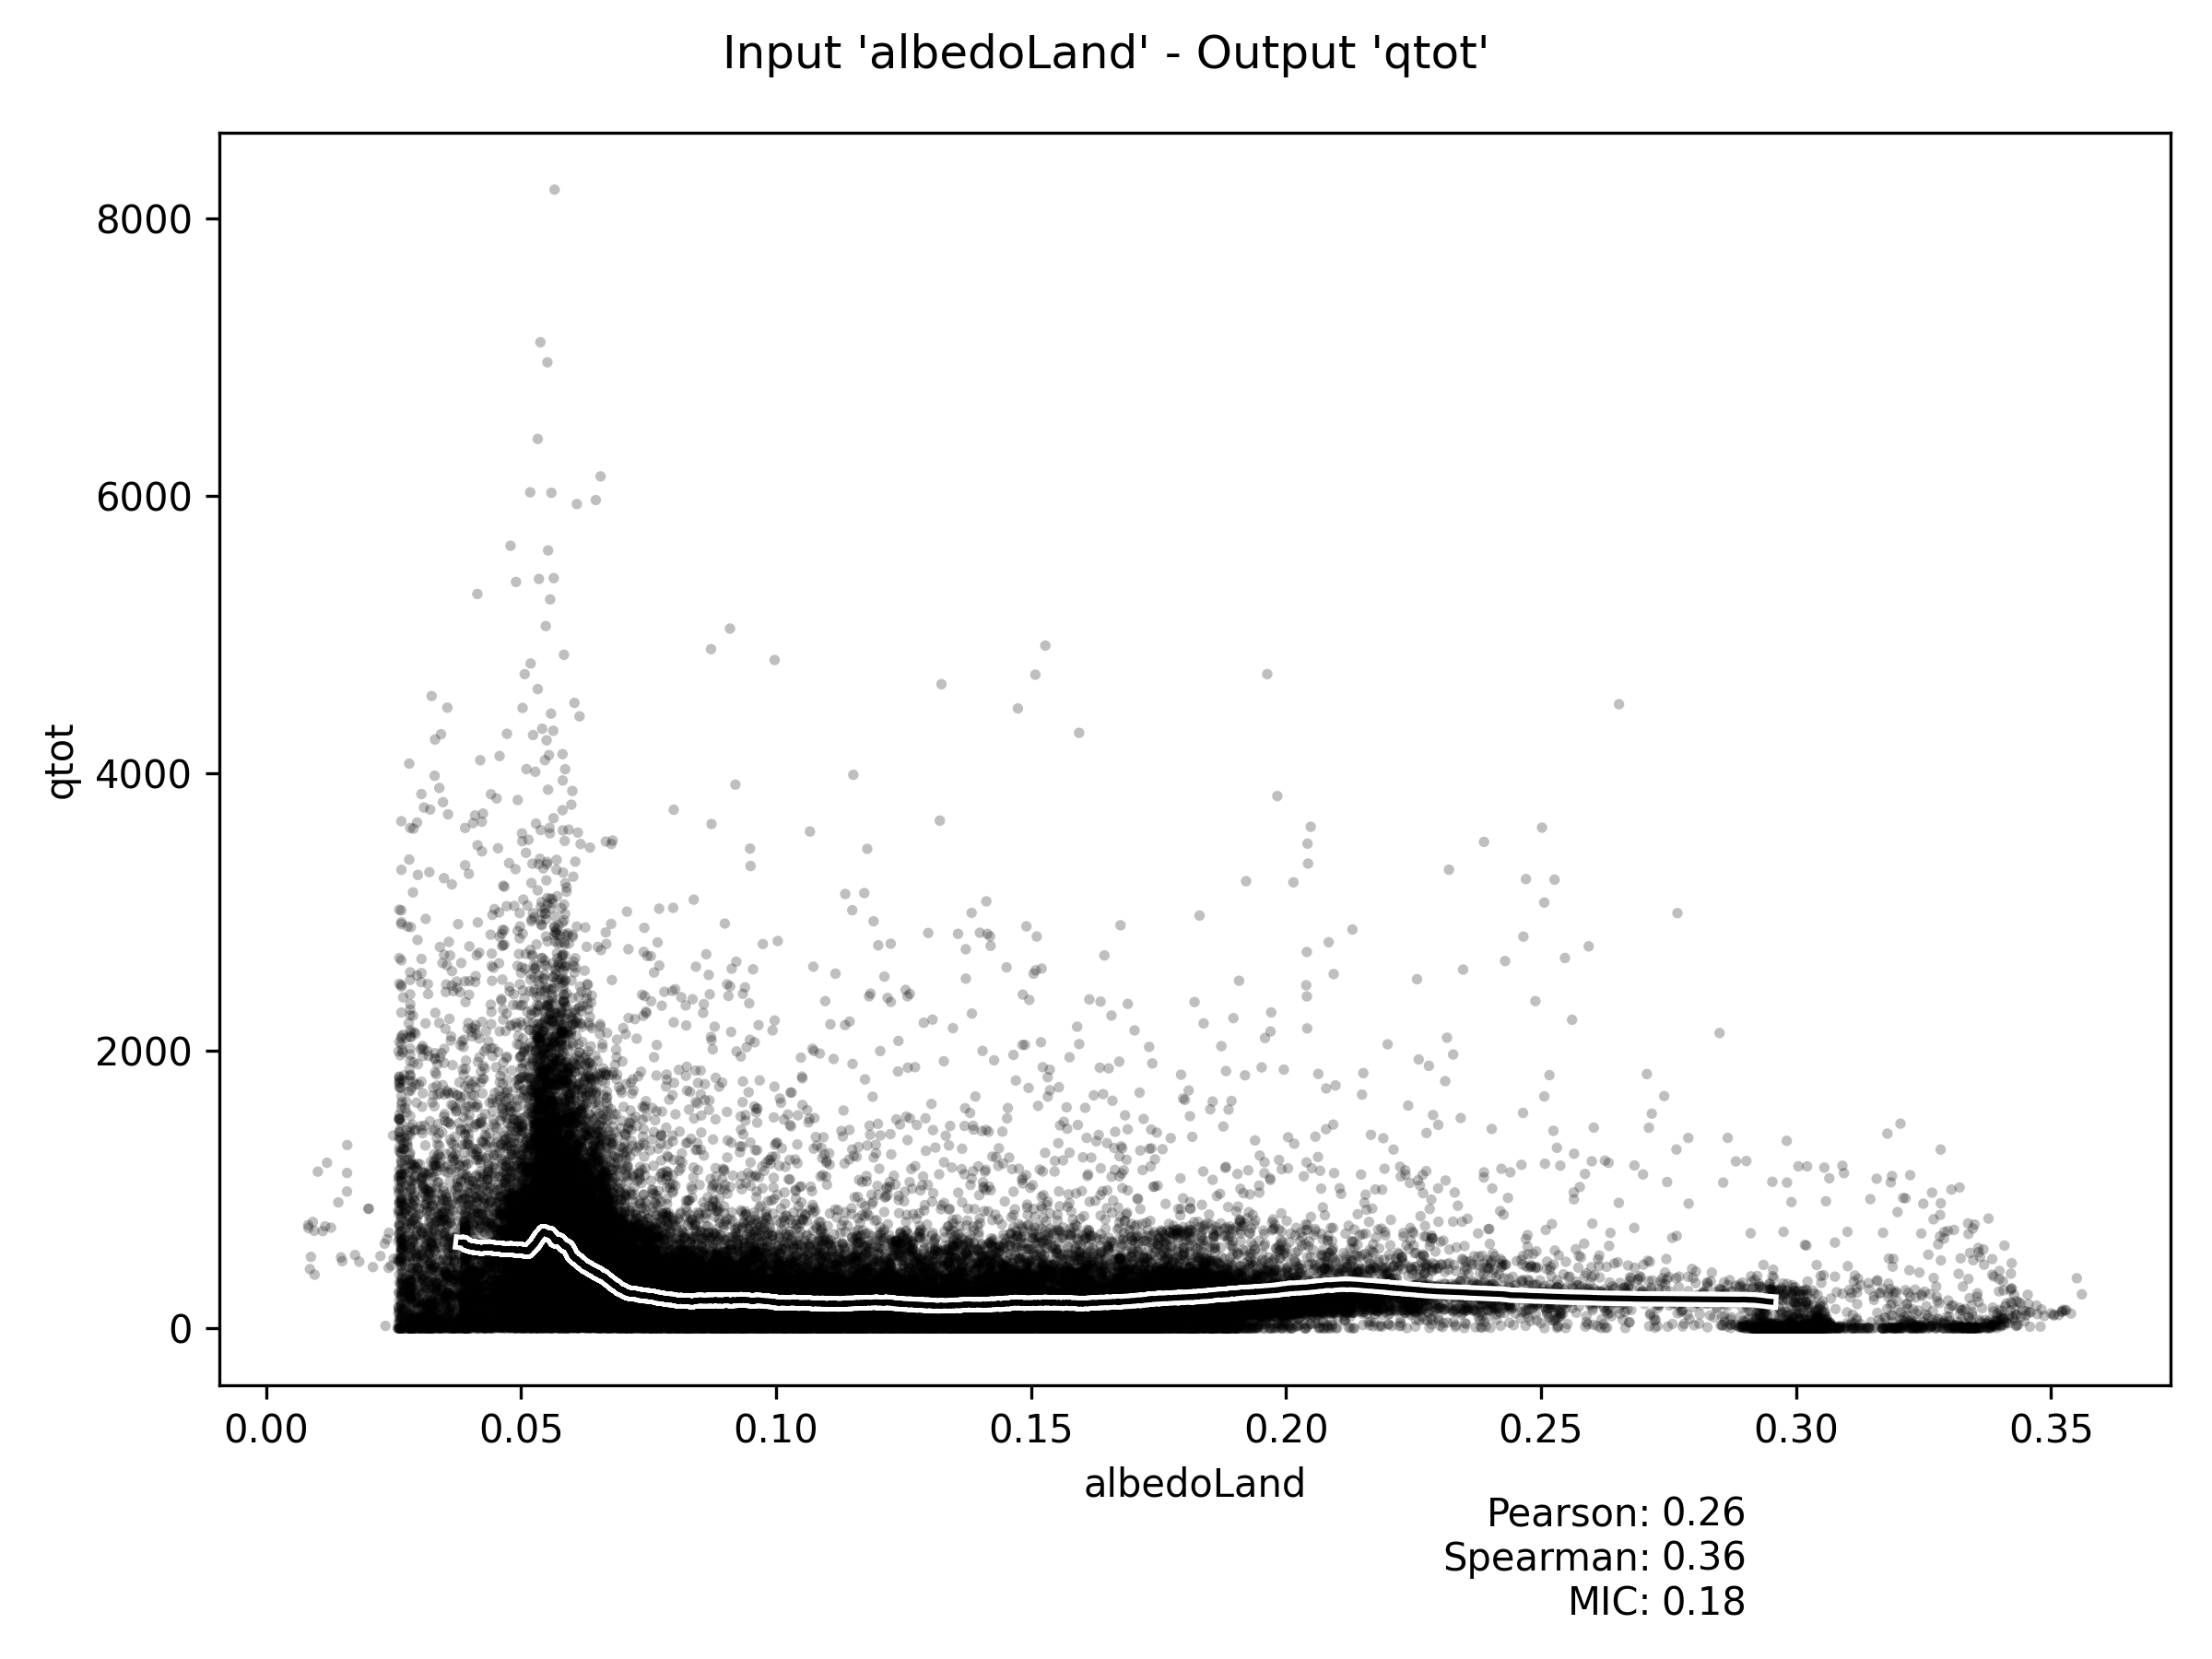 Input 'albedoLand' - Output 'qtot'
8000
6000
4000
2000
0
qtot
0.00 0.05 0.10 0.15 0.20 0.25 0.30 0.35
albedoLand
Pearson: 0.26
Spearman: 0.36
MIC: 0.18